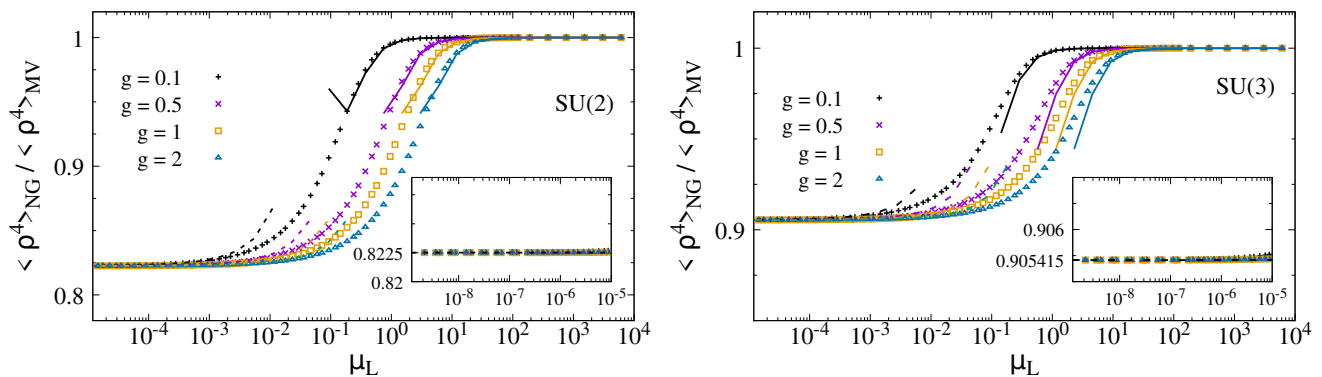 < ρ⁴ >NG / < ρ⁴ >MV
1
0.9
0.8
g = 0.1
g = 0.5
g = 1
g = 2
SU(2)
0.8225
0.82
10⁻⁸ 10⁻⁷ 10⁻⁶ 10⁻⁵
10⁻⁴ 10⁻³ 10⁻² 10⁻¹ 10⁰ 10¹ 10² 10³ 10⁴
μL
< ρ⁴ >NG / < ρ⁴ >MV
1
0.9
SU(3)
g = 0.1
g = 0.5
g = 1
g = 2
0.906
0.905415
10⁻⁸ 10⁻⁷ 10⁻⁶ 10⁻⁵
10⁻⁴ 10⁻³ 10⁻² 10⁻¹ 10⁰ 10¹ 10² 10³ 10⁴
μL